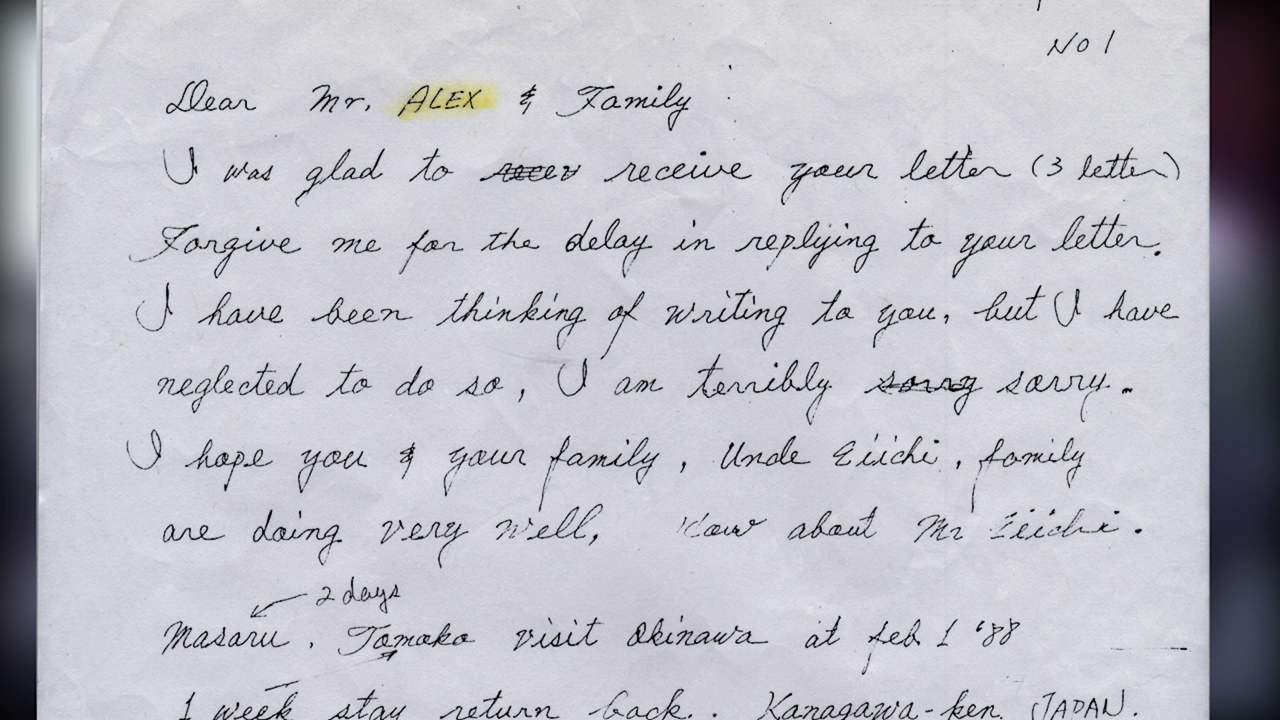 No 1
Dear Mr. ALEX & Family
I was glad to recev receive your letter (3 letter)
Forgive me for the delay in replying to your letter.
I have been thinking of writing to you, but I have
neglected to do so, I am terribly sorry sorry.
I hope you & your family, Uncle Eiichi, family
are doing very well, How about Mr Eiichi.
2 days
Masaru. Tomoko visit Okinawa at feb 1 '88
1 week stay return back. Kanagawa-ken, JAPAN.